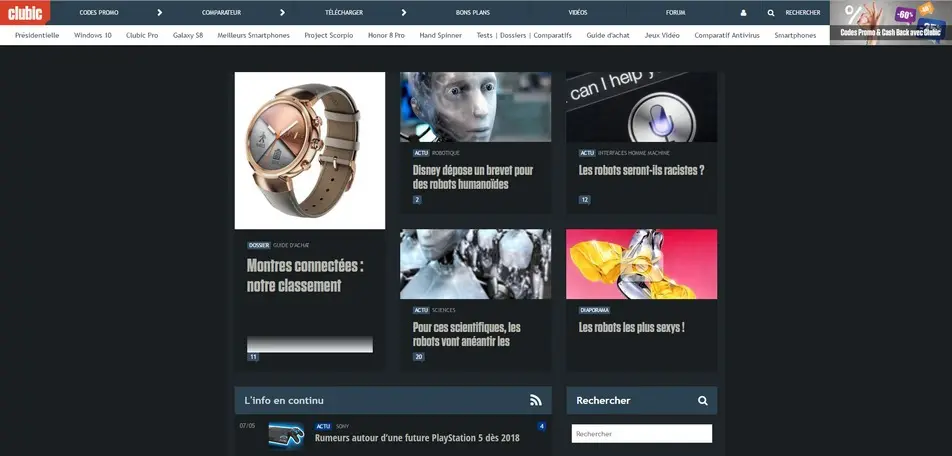 clubic
CODES PROMO
COMPARATEUR
TÉLÉCHARGER
BONS PLANS
VIDÉOS
FORUM
RECHERCHER
%
-60%
Codes Promo & Cash Back avec Clubic
Présidentielle Windows 10 Clubic Pro Galaxy S8 Meilleurs Smartphones Project Scorpio Honor 8 Pro Hand Spinner Tests | Dossiers | Comparatifs Guide d'achat Jeux Vidéo Comparatif Antivirus Smartphones
DOSSIER GUIDE D'ACHAT
Montres connectées :
notre classement
11
ACTU ROBOTIQUE
Disney dépose un brevet pour
des robots humanoïdes
2
can I help y
ACTU INTERFACES HOMME MACHINE
Les robots seront-ils racistes ?
12
ACTU SCIENCES
Pour ces scientifiques, les
robots vont anéantir les
20
DIAPORAMA
Les robots les plus sexys !
L'info en continu
07/05
ACTU SONY
4
Rumeurs autour d'une future PlayStation 5 dès 2018
Rechercher
Rechercher